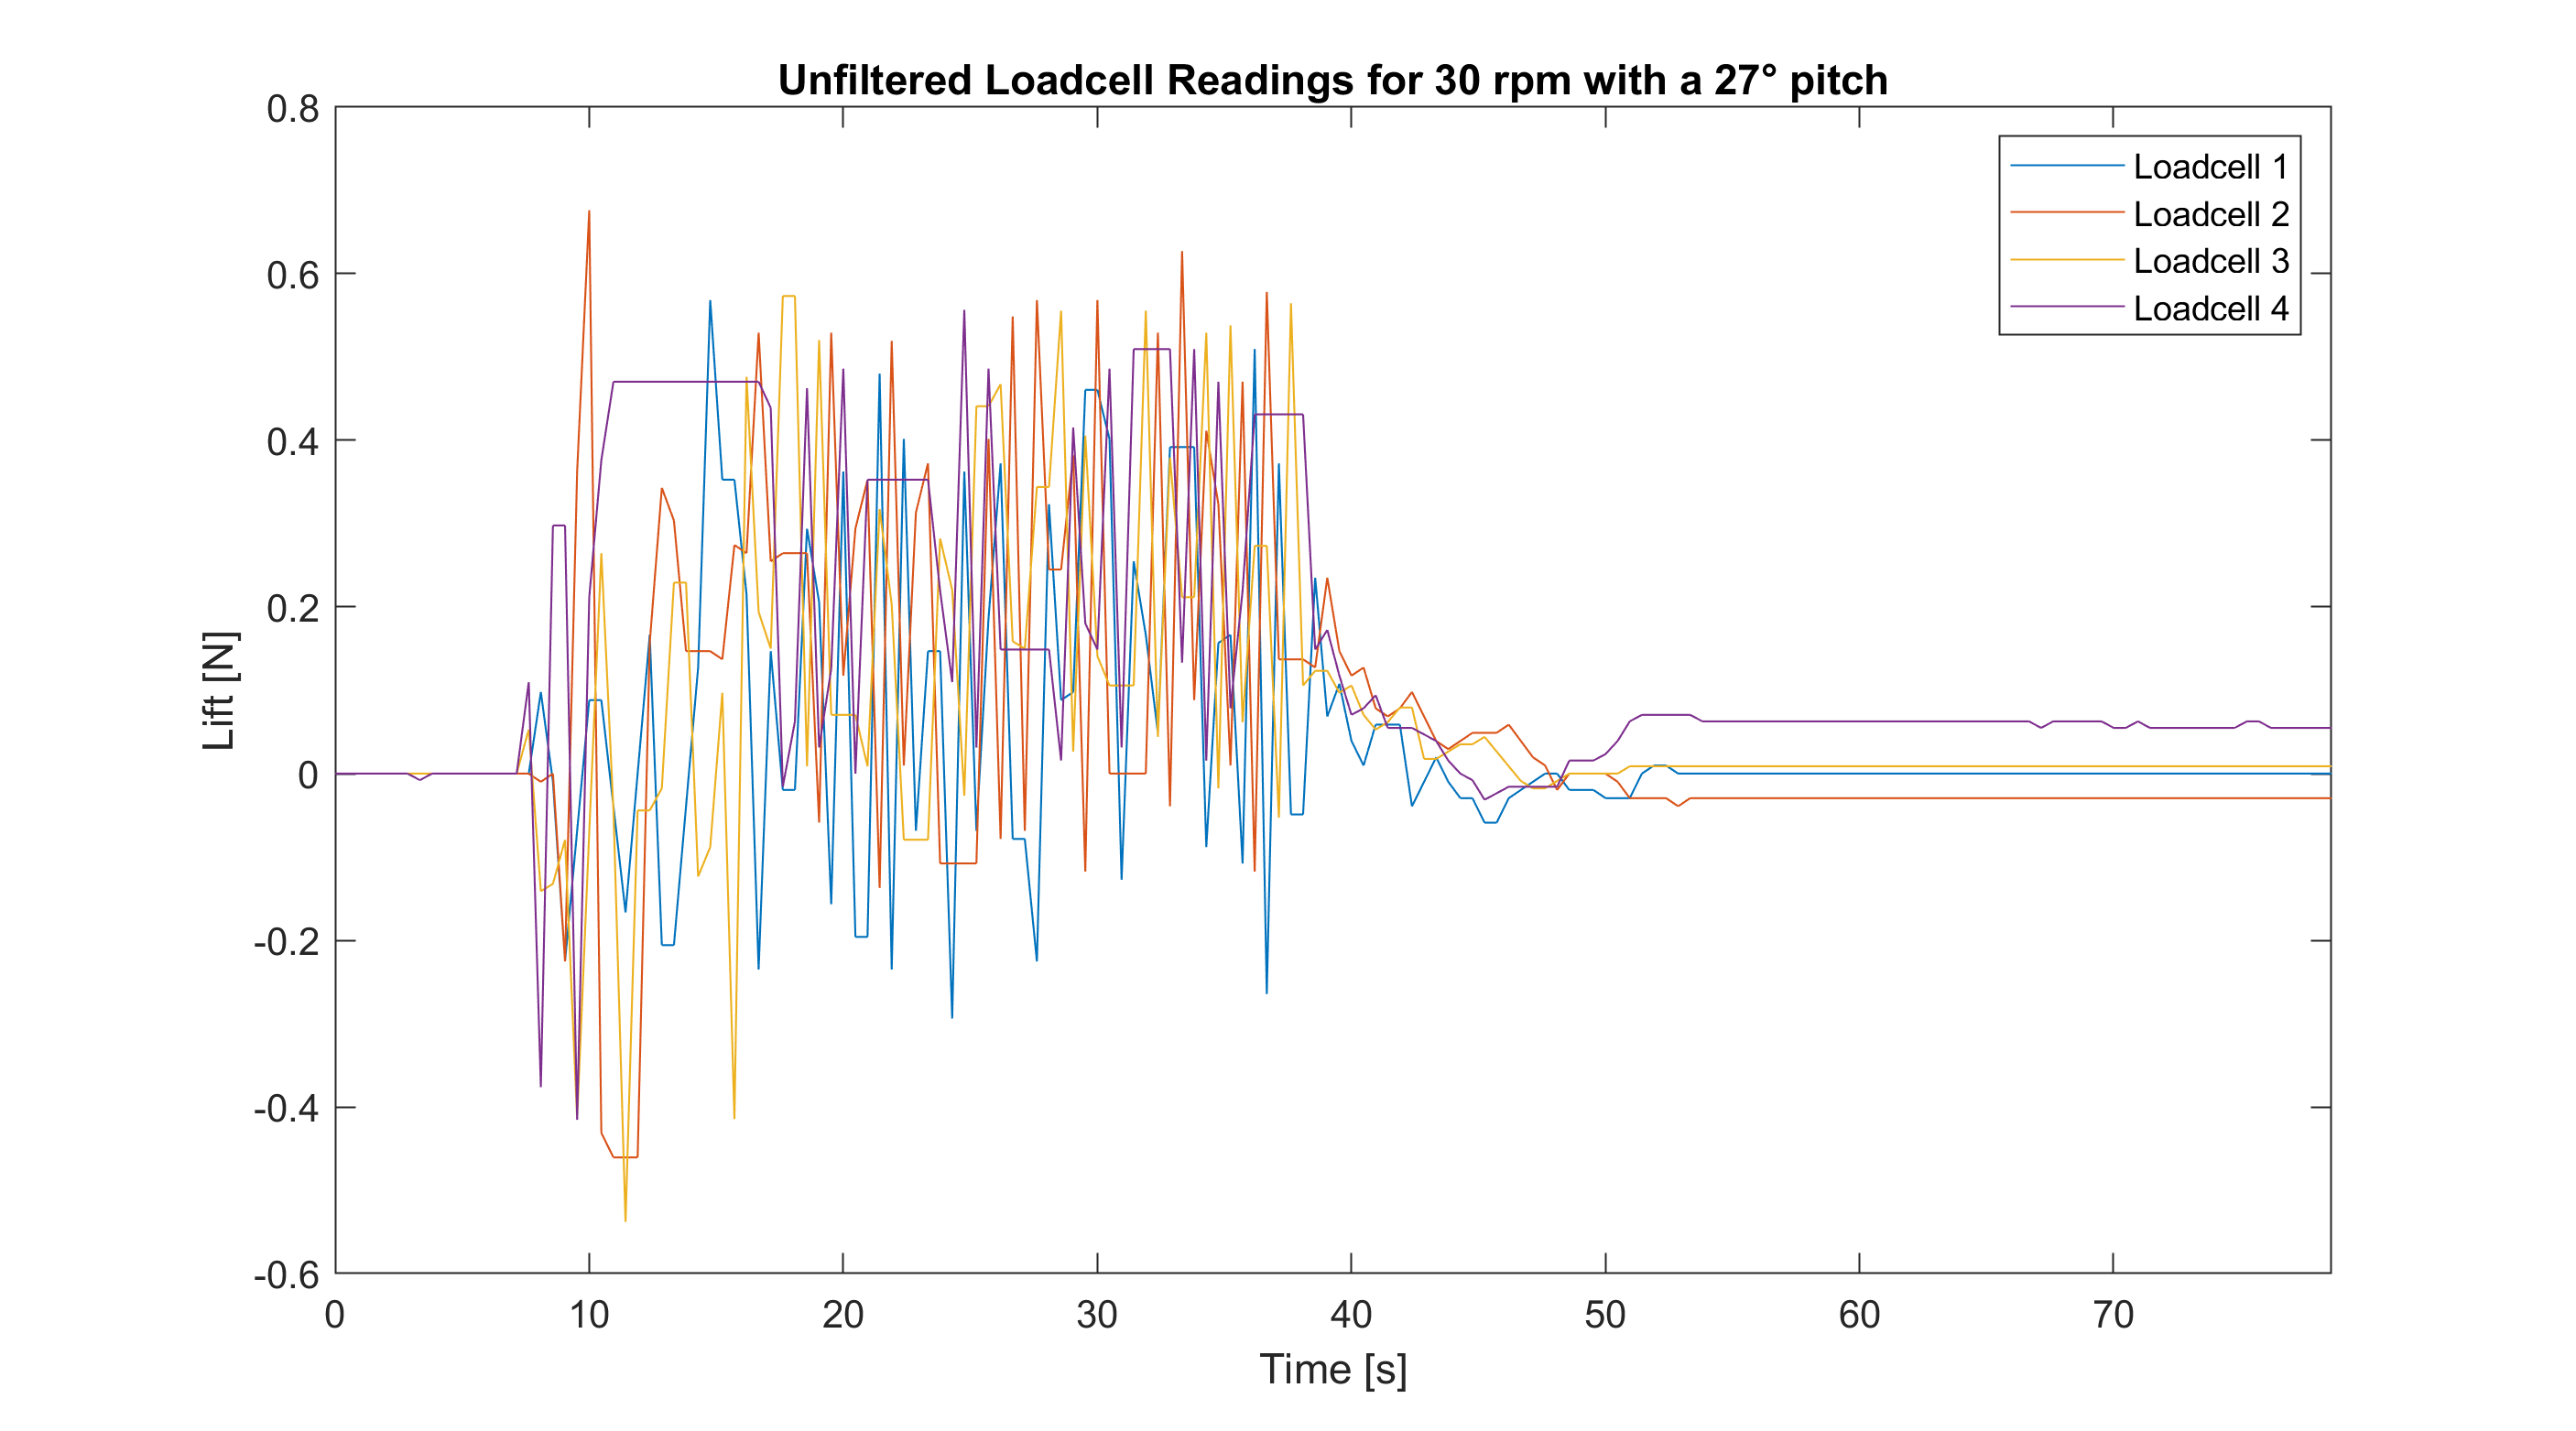 Unfiltered Loadcell Readings for 30 rpm with a 27° pitch
0.8
0.6
0.4
0.2
0
-0.2
-0.4
-0.6
Lift [N]
Loadcell 1
Loadcell 2
Loadcell 3
Loadcell 4
0 10 20 30 40 50 60 70
Time [s]